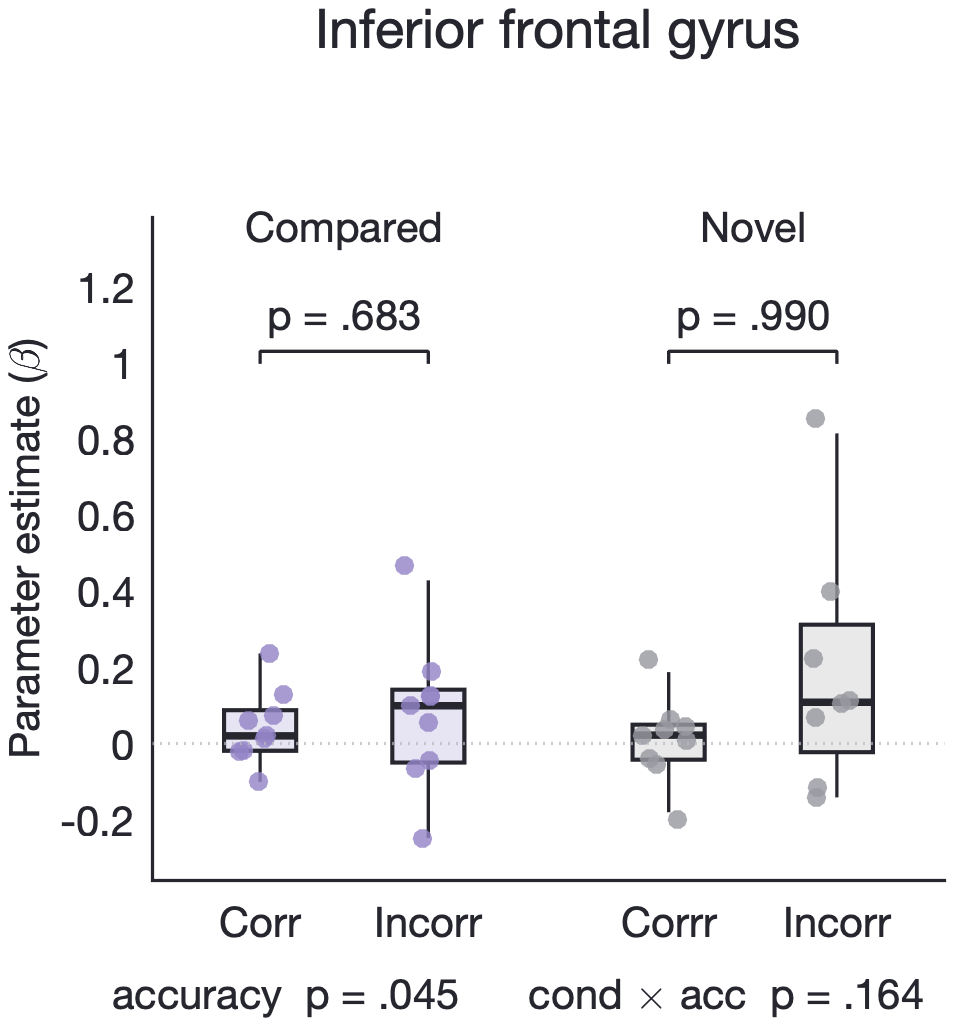 Inferior frontal gyrus
Compared Novel
p = .683 p = .990
Parameter estimate (β)
1.2
1
0.8
0.6
0.4
0.2
0
-0.2
Corr Incorr Corrr Incorr
accuracy p = .045 cond × acc p = .164